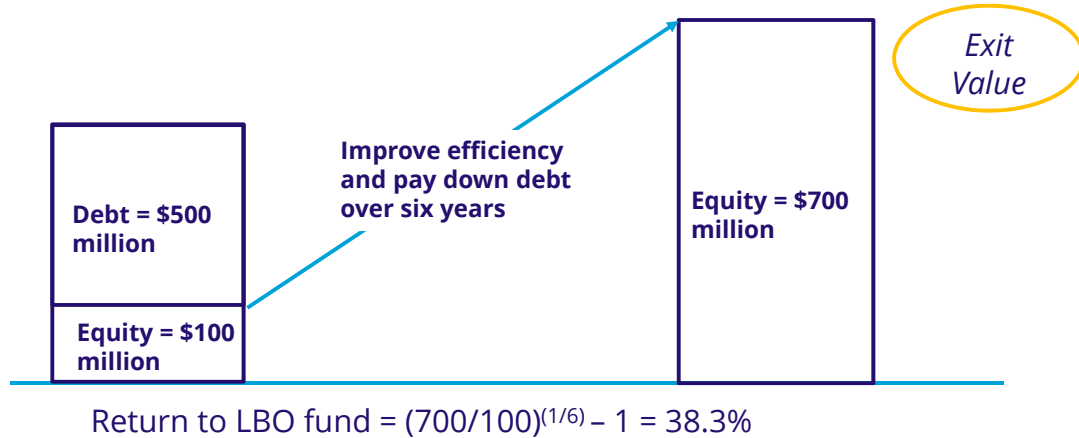 Exit
Value
Improve efficiency
and pay down debt
over six years
Debt = $500
million
Equity = $700
million
Equity = $100
million
Return to LBO fund = (700/100)^(1/6) – 1 = 38.3%